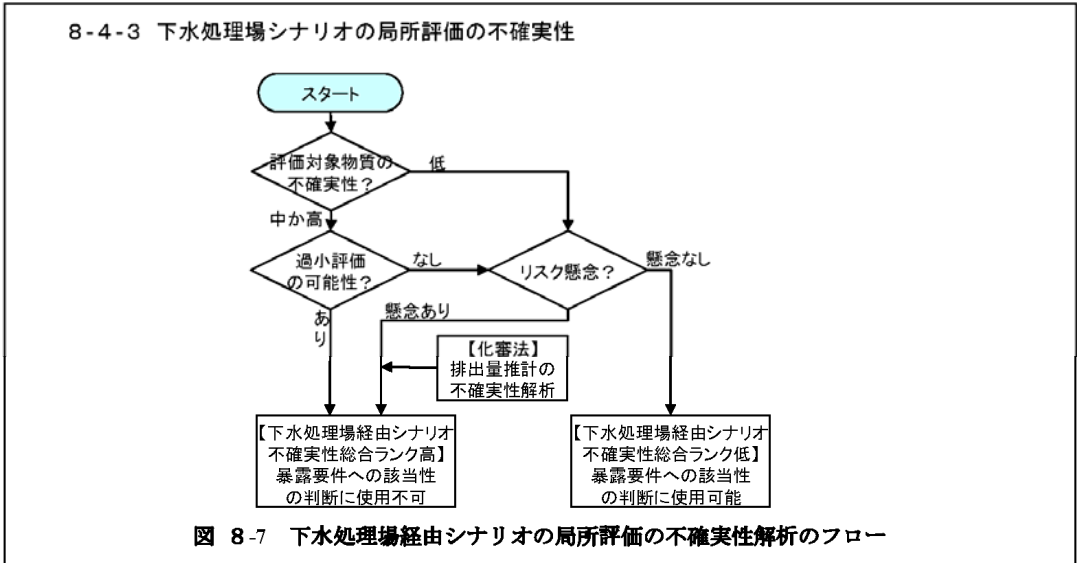 8-4-3 下水処理場シナリオの局所評価の不確実性
スタート
評価対象物質の
不確実性？
低
中か高
過小評価
の可能性？
なし
リスク懸念？
懸念なし
あ
り
懸念あり
【化審法】
排出量推計の
不確実性解析
【下水処理場経由シナリオ
不確実性総合ランク高】
暴露要件への該当性
の判断に使用不可
【下水処理場経由シナリオ
不確実性総合ランク低】
暴露要件への該当性
の判断に使用可能
図 8-7 下水処理場経由シナリオの局所評価の不確実性解析のフロー